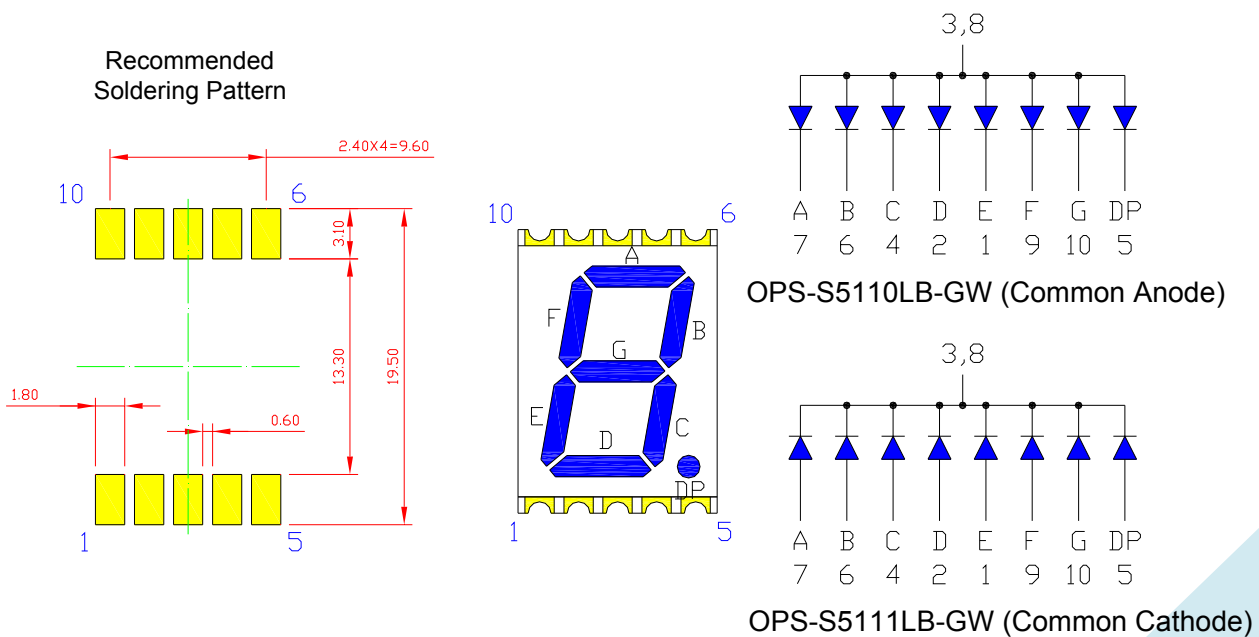 Recommended
Soldering Pattern
2.40X4=9.60
10
6
3.10
13.30
19.50
1.80
0.60
1
5
10
6
A
F
B
G
E
C
D
DP
1
5
3,8
A B C D E F G DP
7 6 4 2 1 9 10 5
OPS-S5110LB-GW (Common Anode)
3,8
A B C D E F G DP
7 6 4 2 1 9 10 5
OPS-S5111LB-GW (Common Cathode)